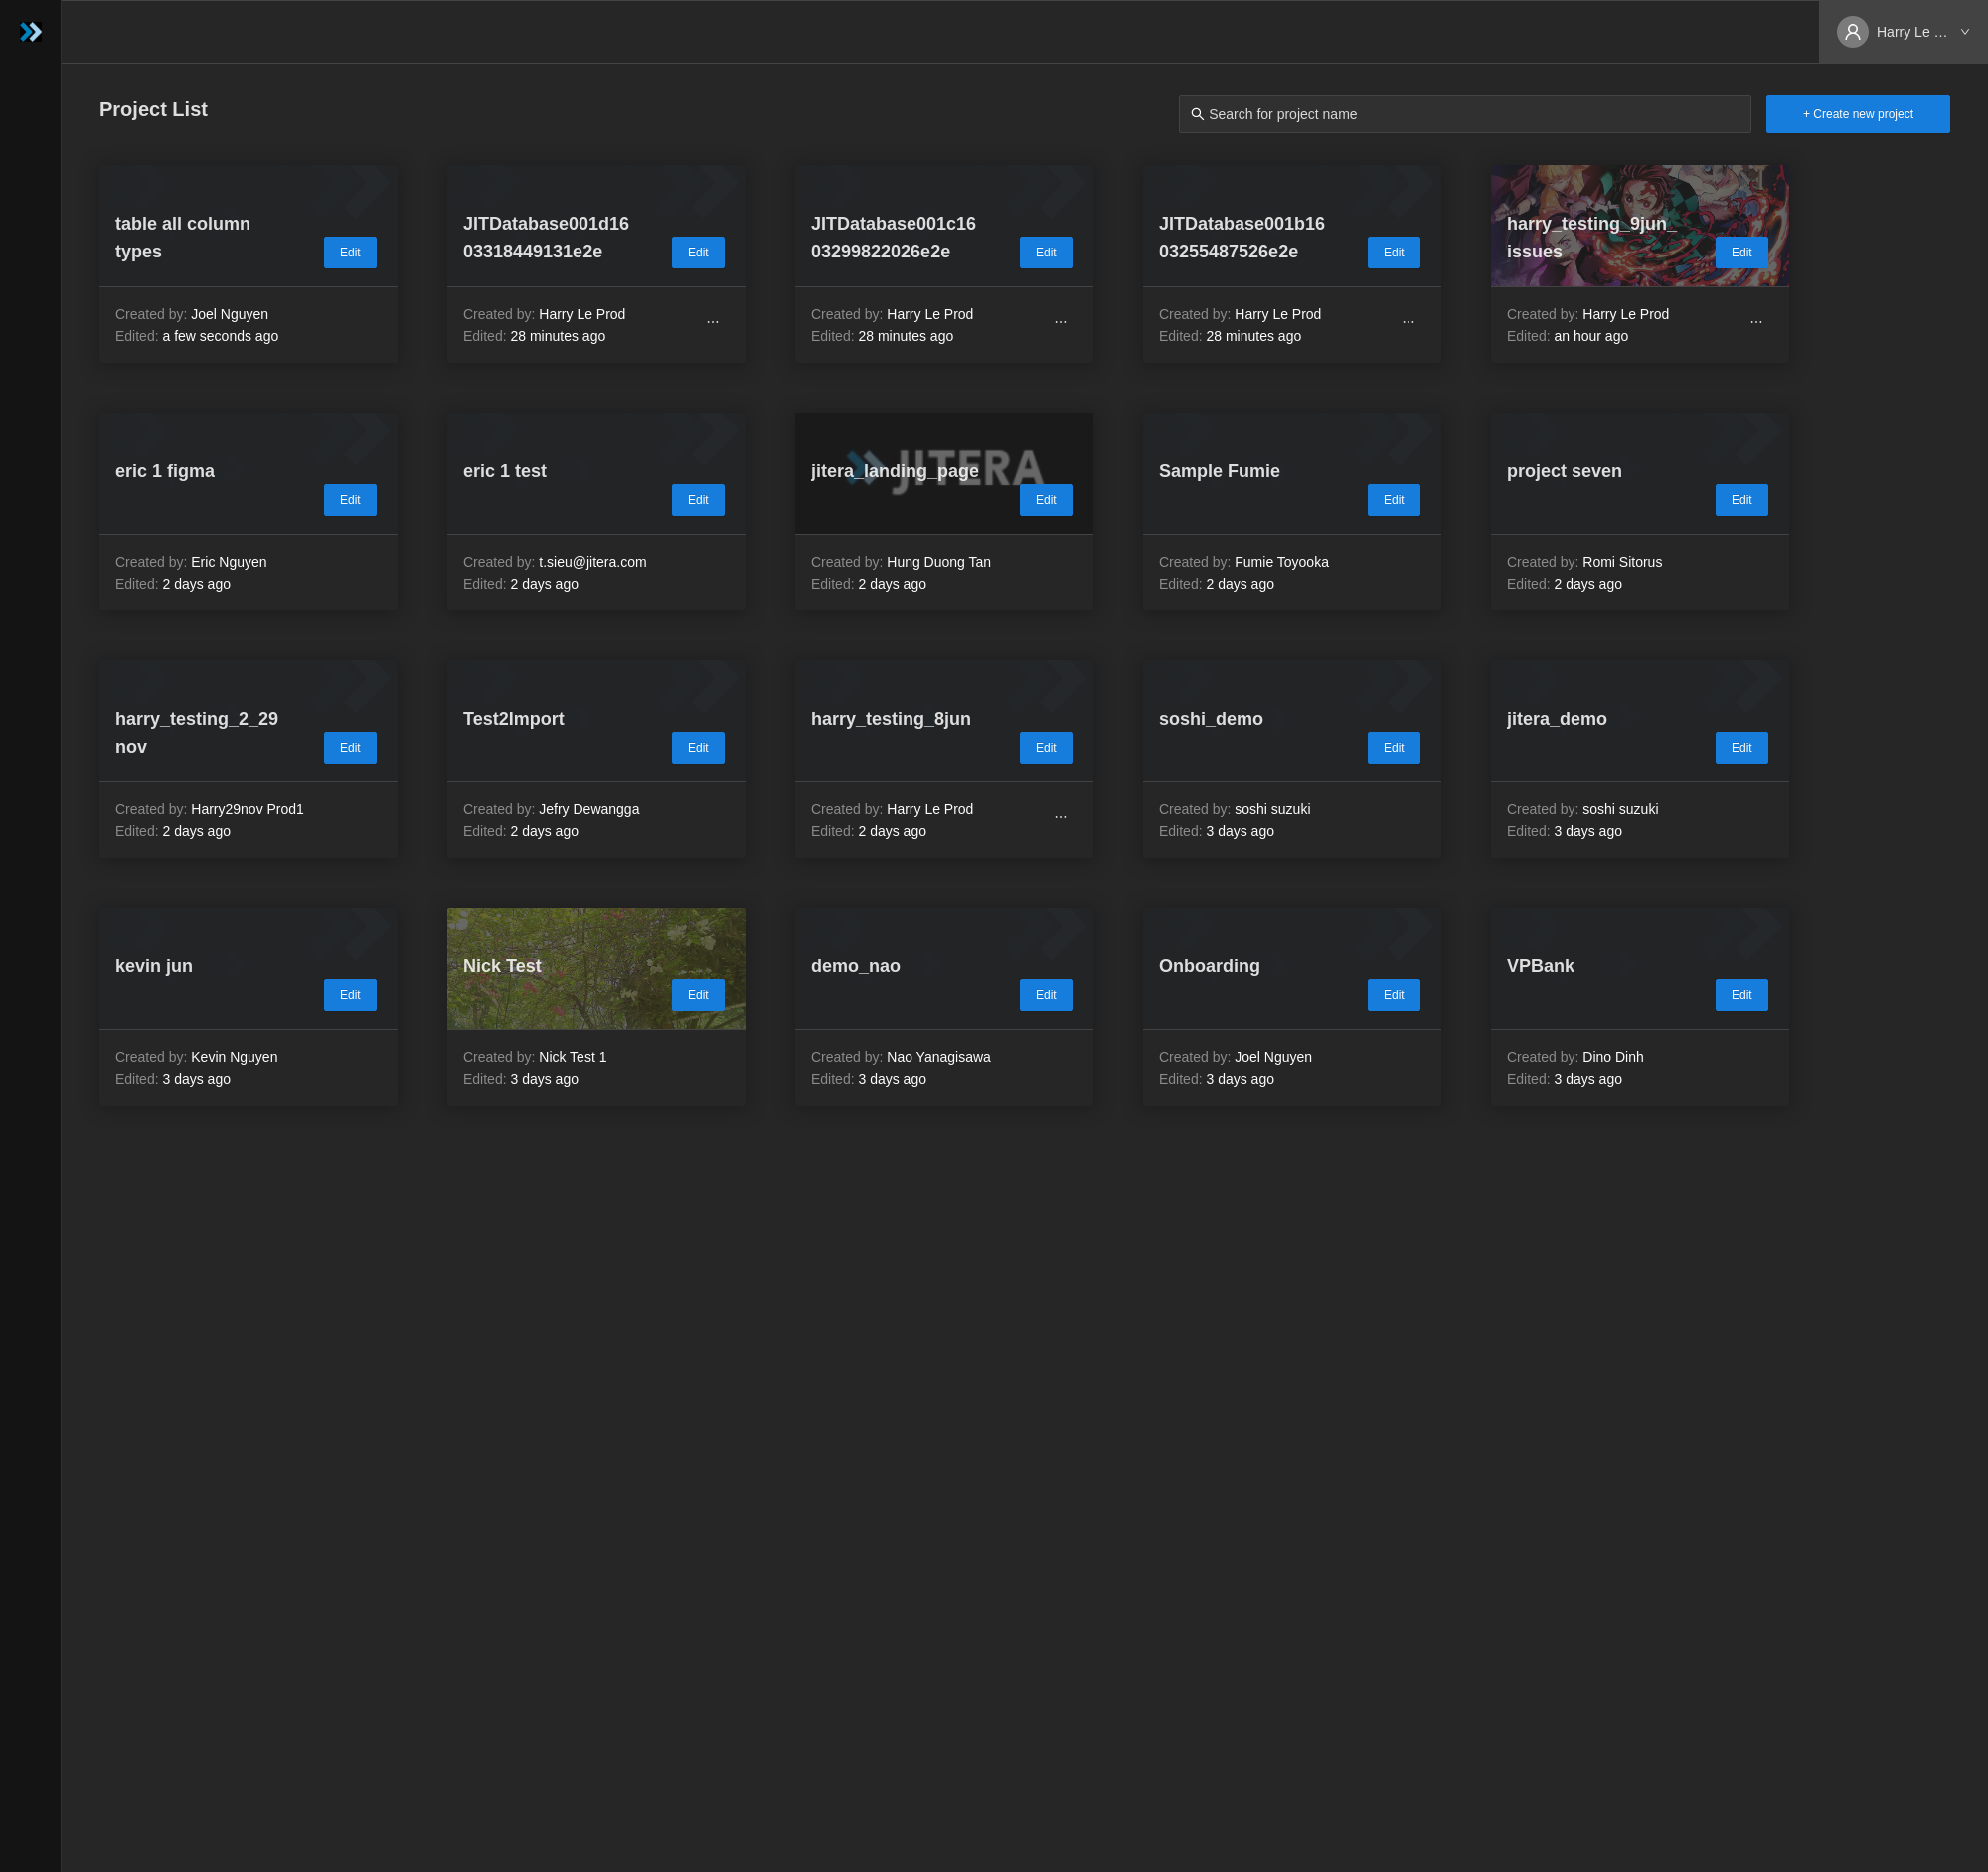 Harry Le ...
Project List
Search for project name
+ Create new project
table all column
types
Edit
Created by: Joel Nguyen
Edited: a few seconds ago
JITDatabase001d16
03318449131e2e
Edit
Created by: Harry Le Prod
Edited: 28 minutes ago
...
JITDatabase001c16
03299822026e2e
Edit
Created by: Harry Le Prod
Edited: 28 minutes ago
...
JITDatabase001b16
03255487526e2e
Edit
Created by: Harry Le Prod
Edited: 28 minutes ago
...
harry_testing_9jun_
issues
Edit
Created by: Harry Le Prod
Edited: an hour ago
...
eric 1 figma
Edit
Created by: Eric Nguyen
Edited: 2 days ago
eric 1 test
Edit
Created by: t.sieu@jitera.com
Edited: 2 days ago
JITERA
jitera_landing_page
Edit
Created by: Hung Duong Tan
Edited: 2 days ago
Sample Fumie
Edit
Created by: Fumie Toyooka
Edited: 2 days ago
project seven
Edit
Created by: Romi Sitorus
Edited: 2 days ago
harry_testing_2_29
nov
Edit
Created by: Harry29nov Prod1
Edited: 2 days ago
Test2Import
Edit
Created by: Jefry Dewangga
Edited: 2 days ago
harry_testing_8jun
Edit
Created by: Harry Le Prod
Edited: 2 days ago
...
soshi_demo
Edit
Created by: soshi suzuki
Edited: 3 days ago
jitera_demo
Edit
Created by: soshi suzuki
Edited: 3 days ago
kevin jun
Edit
Created by: Kevin Nguyen
Edited: 3 days ago
Nick Test
Edit
Created by: Nick Test 1
Edited: 3 days ago
demo_nao
Edit
Created by: Nao Yanagisawa
Edited: 3 days ago
Onboarding
Edit
Created by: Joel Nguyen
Edited: 3 days ago
VPBank
Edit
Created by: Dino Dinh
Edited: 3 days ago